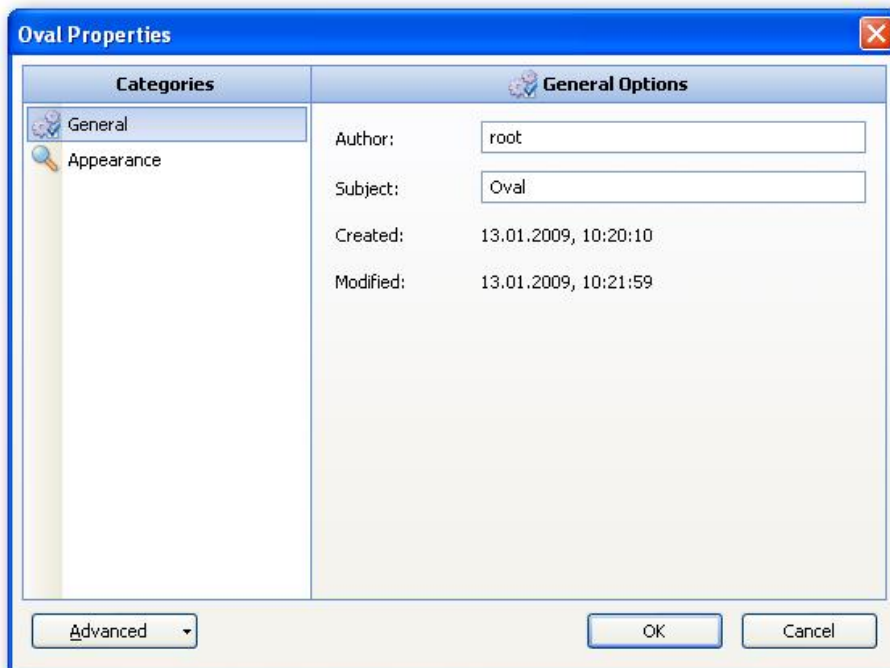 Oval Properties
Categories
General Options
General
Appearance
Author: root
Subject: Oval
Created: 13.01.2009, 10:20:10
Modified: 13.01.2009, 10:21:59
Advanced
OK
Cancel